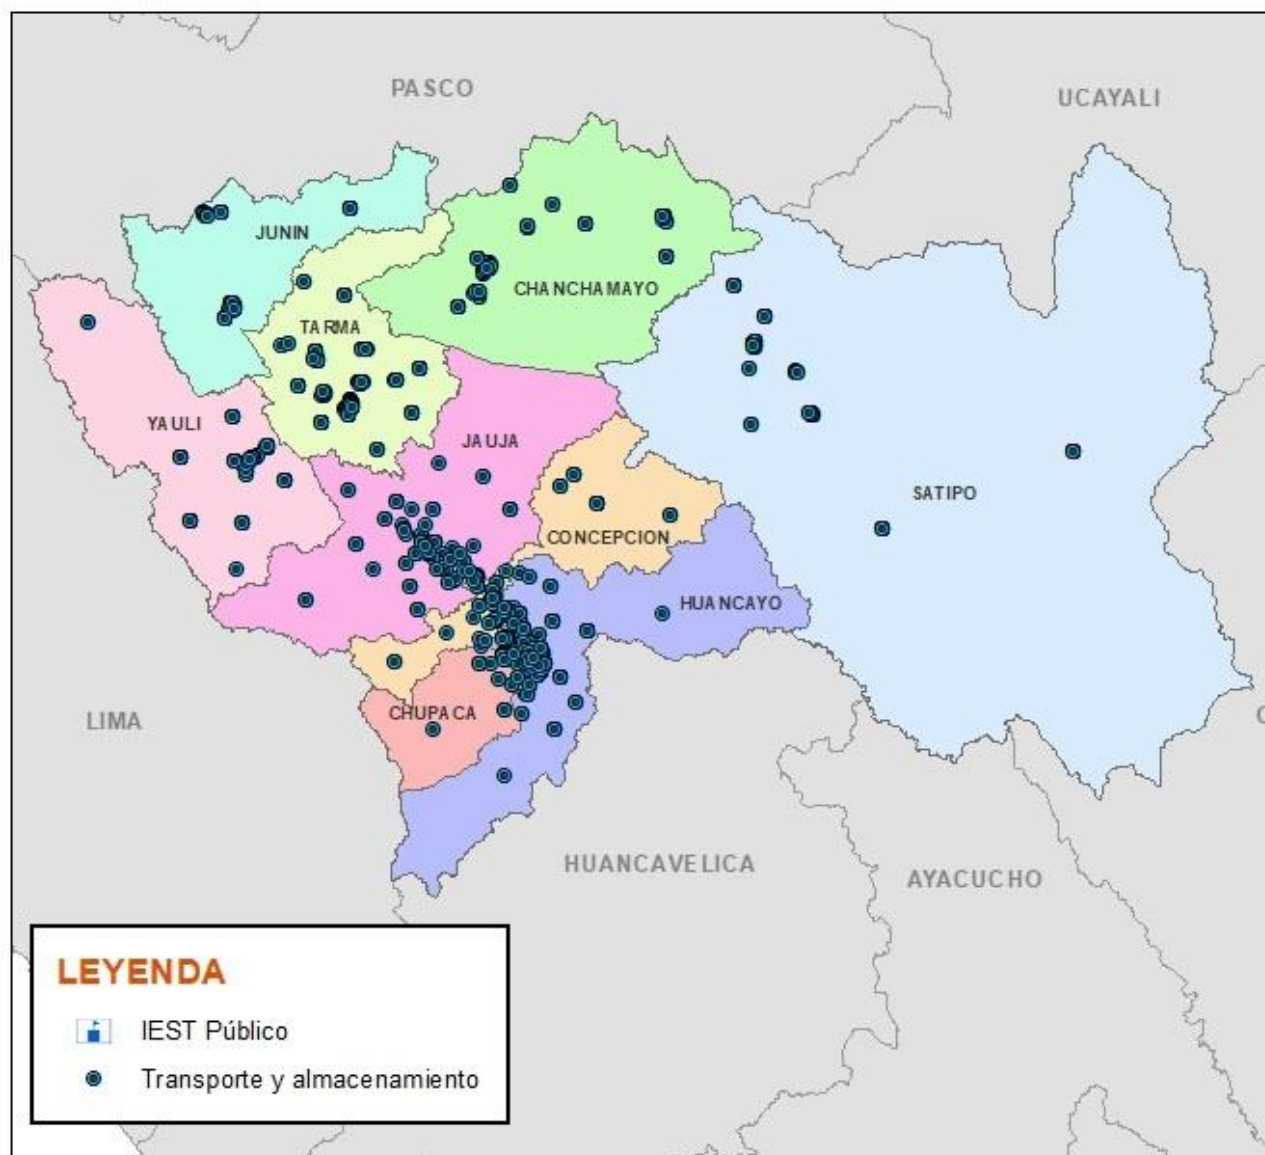 PASCO
UCAYALI
JUNIN
CHANCHAMAYO
TARMA
YAULI
JAUJA
SATIPO
CONCEPCION
HUANCAYO
CHUPACA
LIMA
HUANCAVELICA
AYACUCHO
LEYENDA
IEST Público
Transporte y almacenamiento